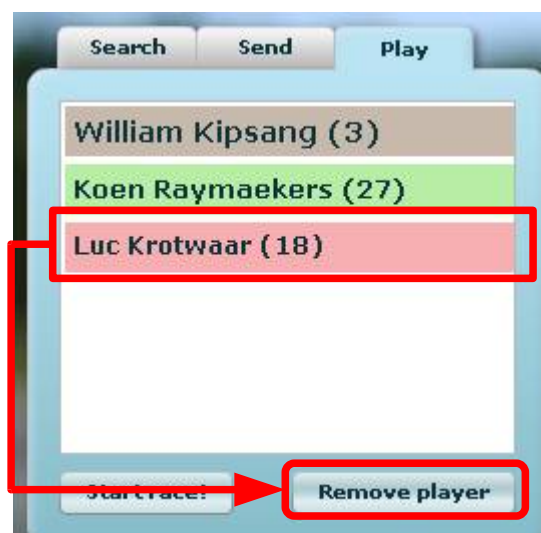 Search Send Play
William Kipsang (3)
Koen Raymaekers (27)
Luc Krotwaar (18)
Start race! Remove player